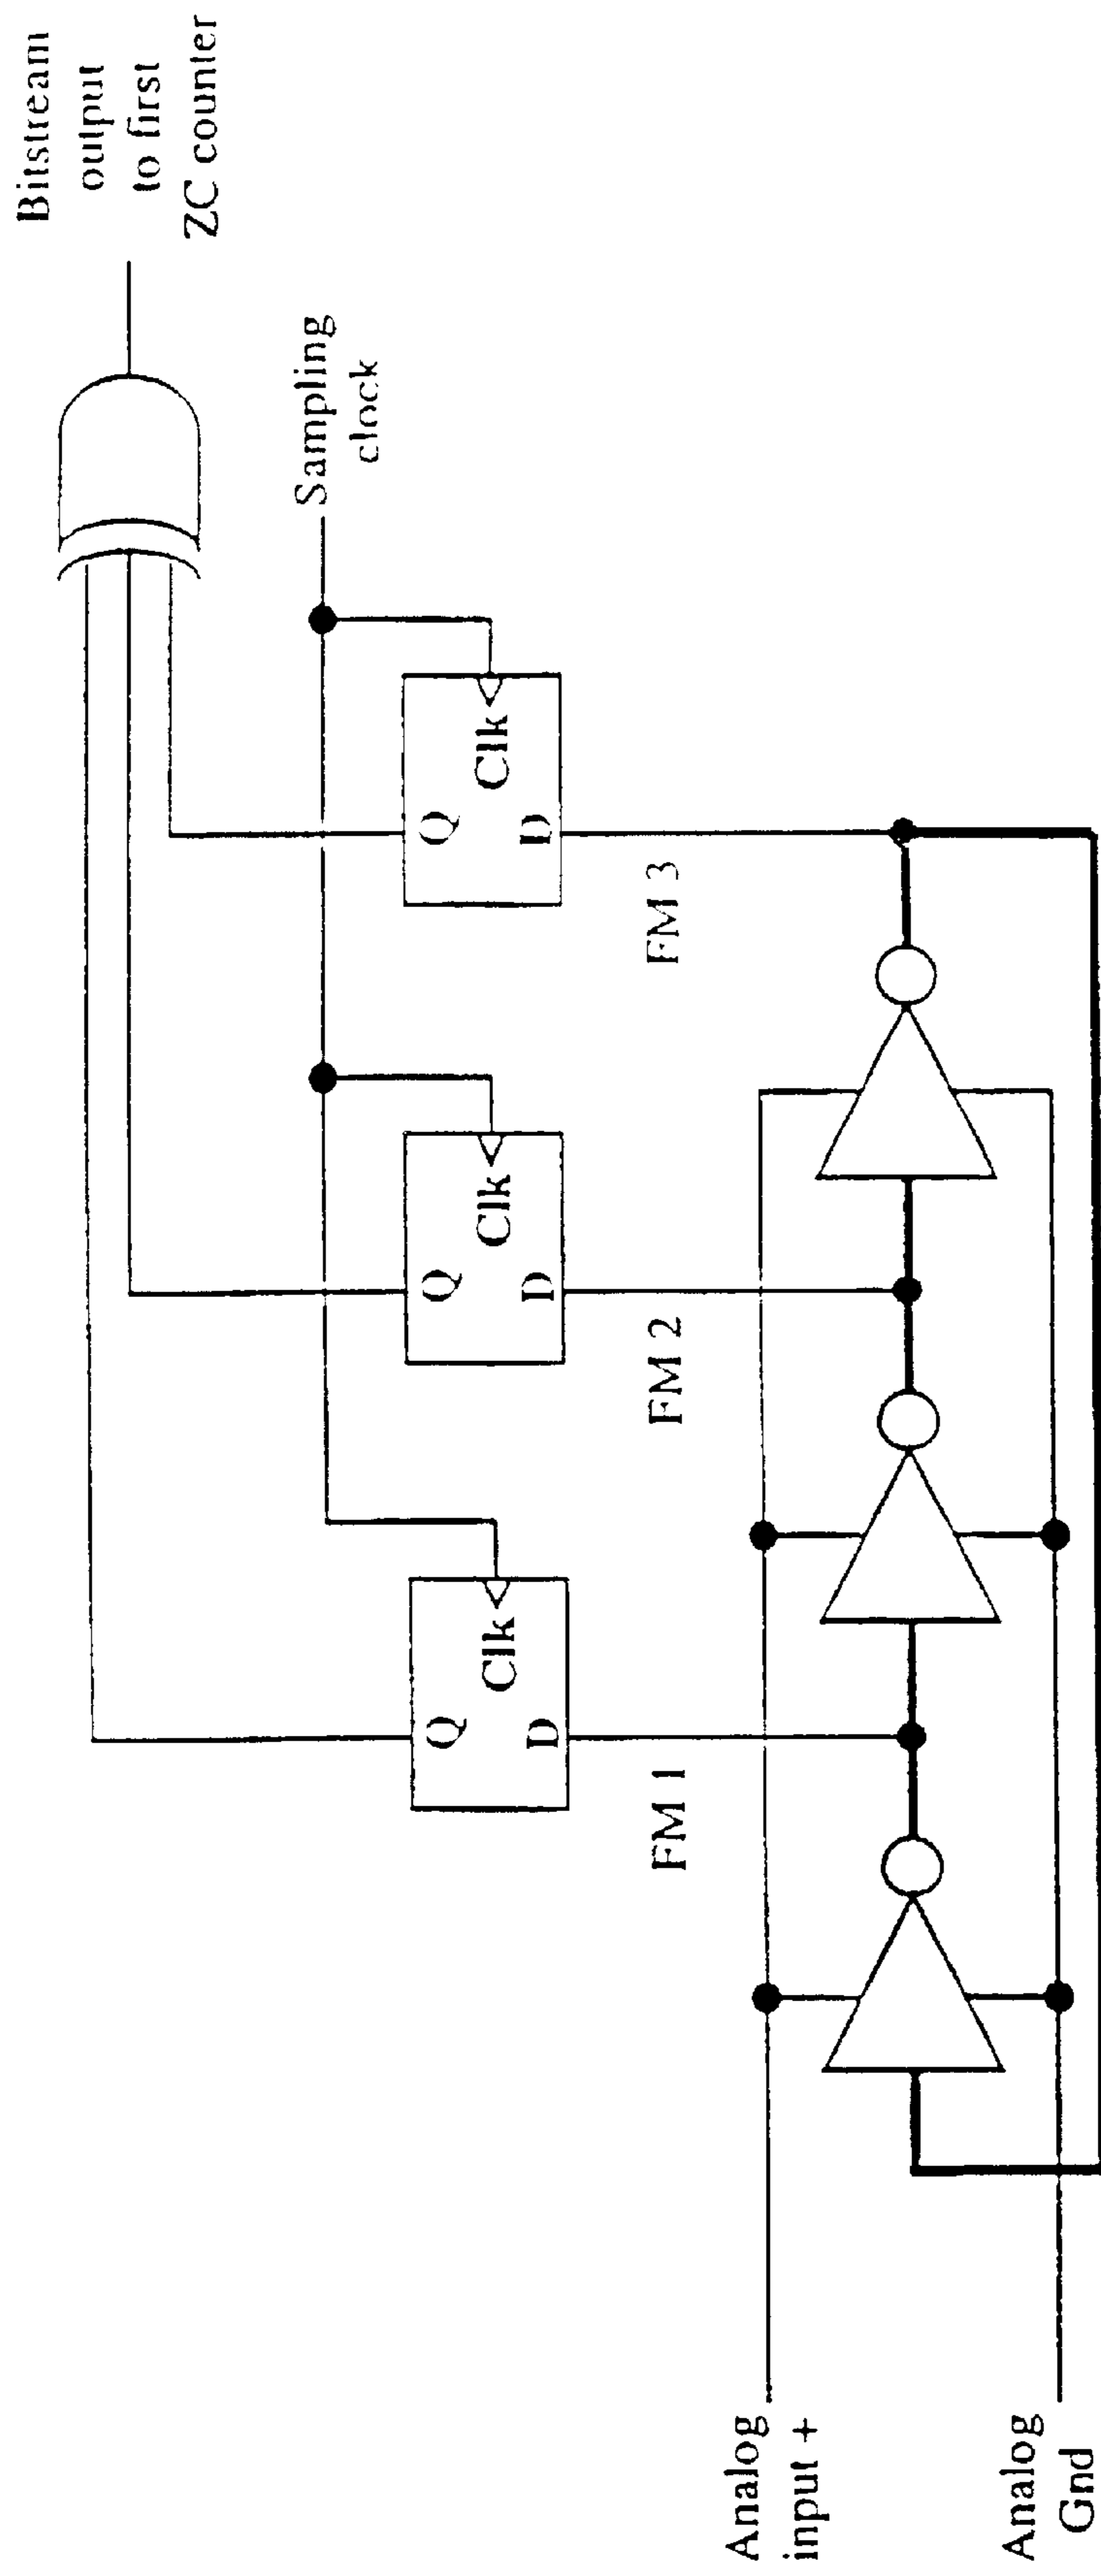 Bitstream
output
to first
ZC counter
Sampling
clock
Q
Clk
D
Q
Clk
D
Q
Clk
D
FM 1
FM 2
FM 3
Analog
input +
Analog
Gnd